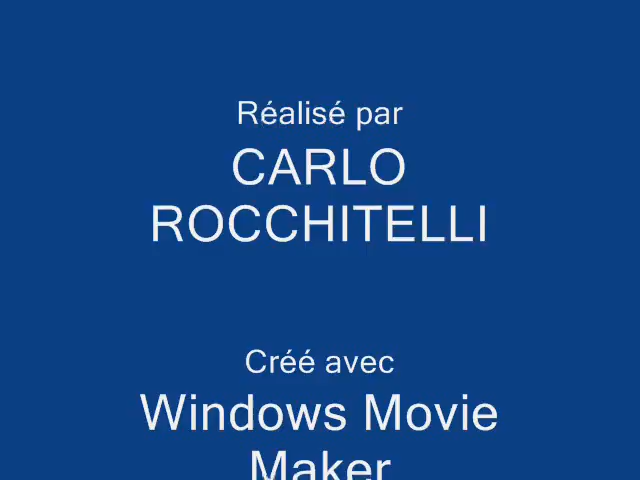 Réalisé par
CARLO
ROCCHITELLI
Créé avec
Windows Movie
Maker